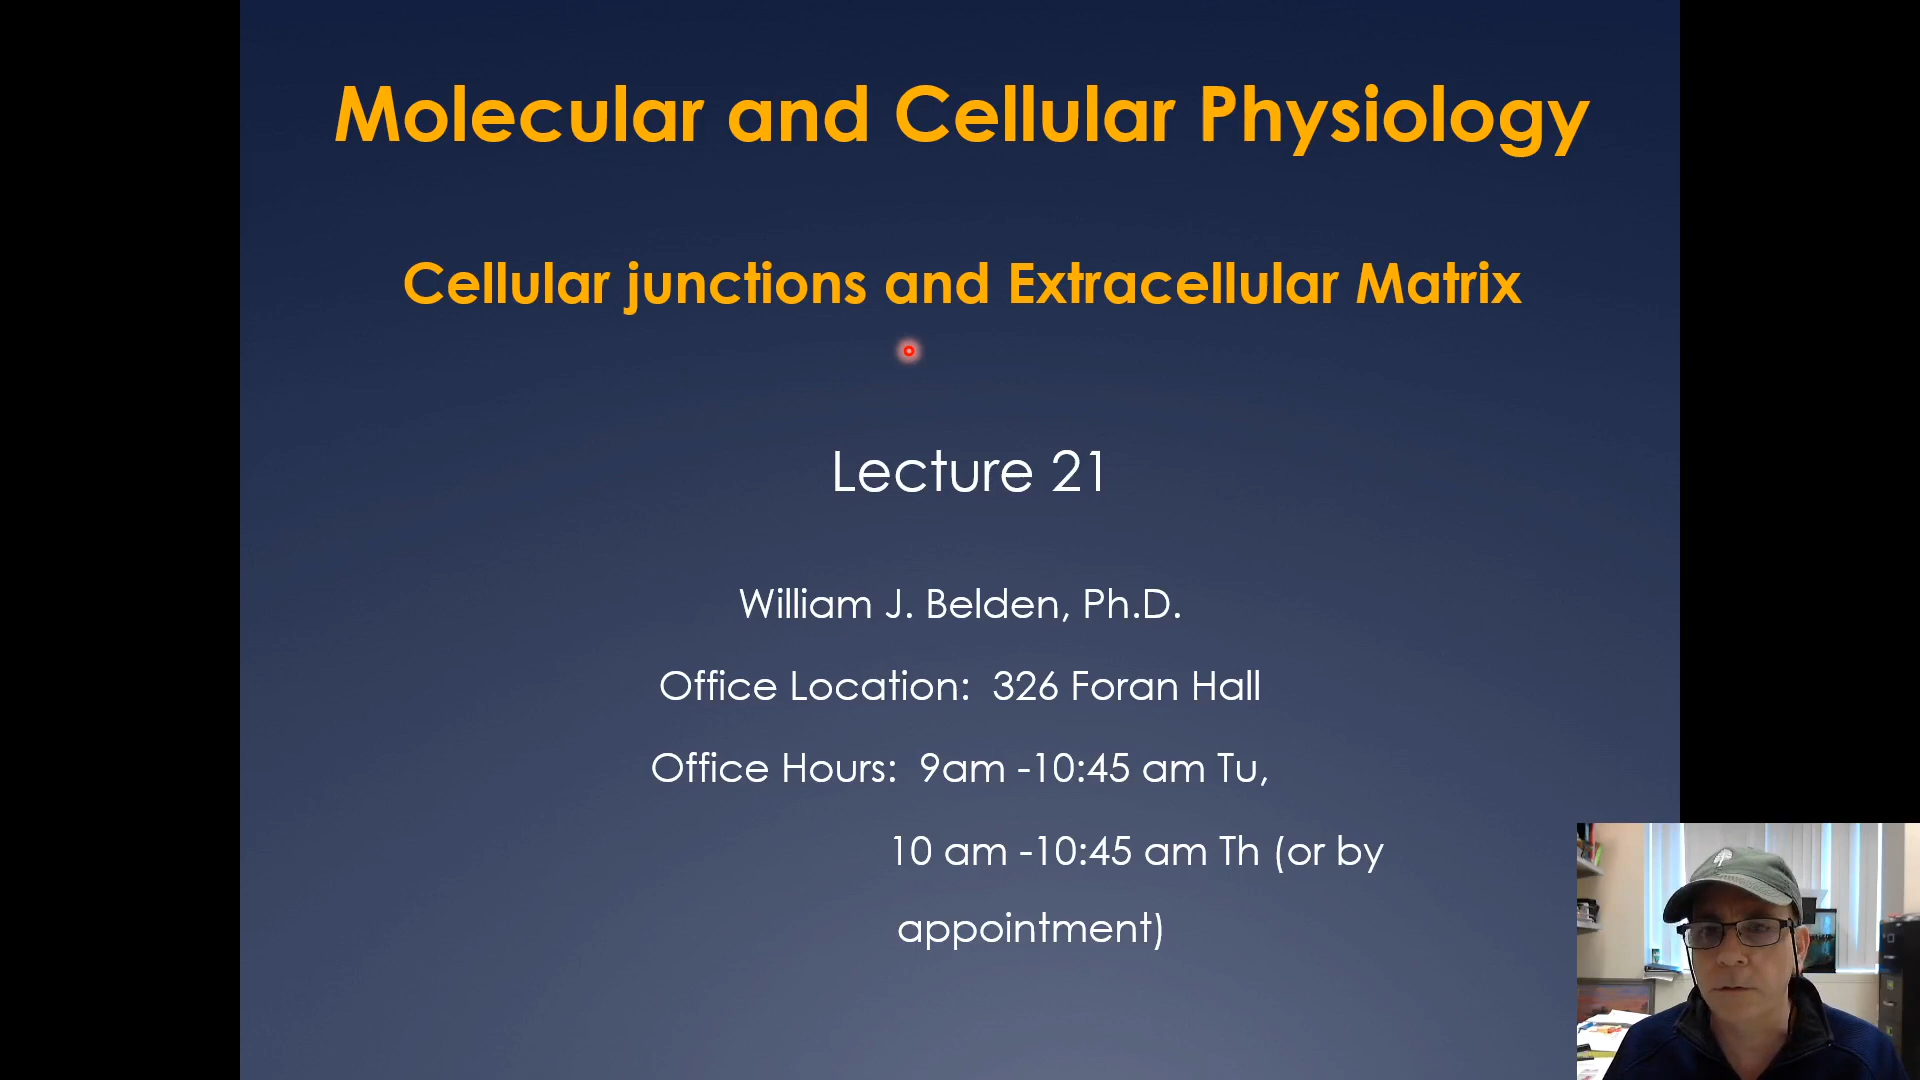 Molecular and Cellular Physiology
Cellular junctions and Extracellular Matrix
Lecture 21
William J. Belden, Ph.D.
Office Location:  326 Foran Hall
Office Hours:  9am -10:45 am Tu,
10 am -10:45 am Th (or by
appointment)